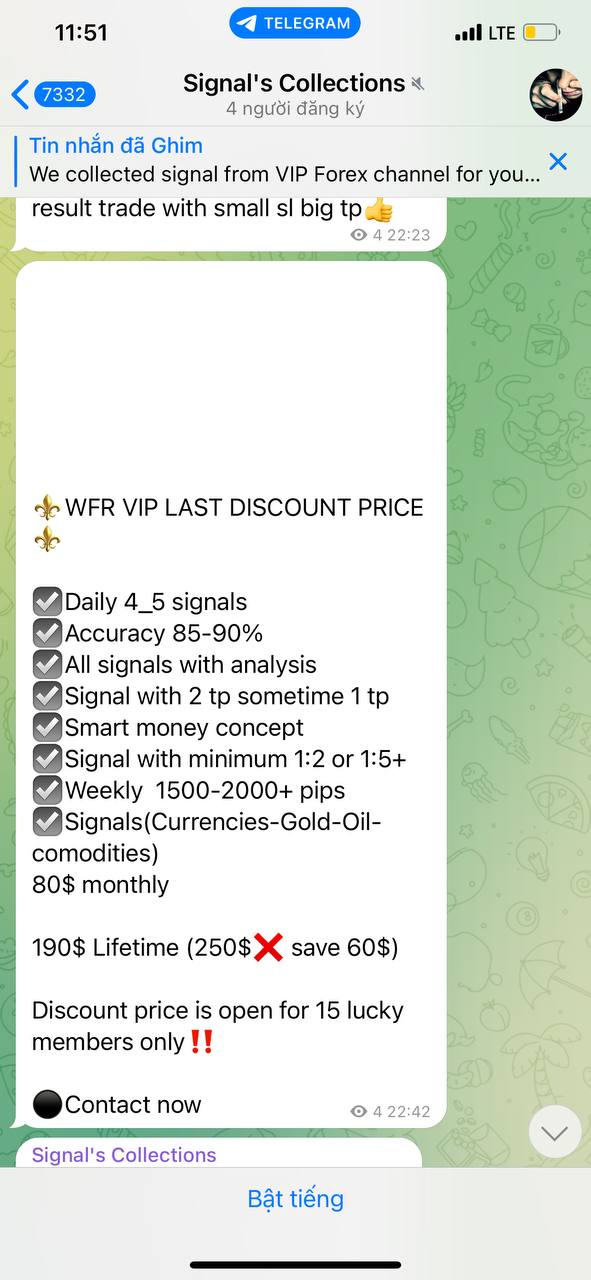 11:51
TELEGRAM
LTE
7332
Signal's Collections
4 người đăng ký
Tin nhắn đã Ghim
We collected signal from VIP Forex channel for you...
result trade with small sl big tp👍
4 22:23
⚜️WFR VIP LAST DISCOUNT PRICE
⚜️
☑️Daily 4_5 signals
☑️Accuracy 85-90%
☑️All signals with analysis
☑️Signal with 2 tp sometime 1 tp
☑️Smart money concept
☑️Signal with minimum 1:2 or 1:5+
☑️Weekly  1500-2000+ pips
☑️Signals(Currencies-Gold-Oil-
comodities)
80$ monthly
190$ Lifetime (250$❌ save 60$)
Discount price is open for 15 lucky
members only‼️
⚫Contact now
4 22:42
Signal's Collections
Bật tiếng